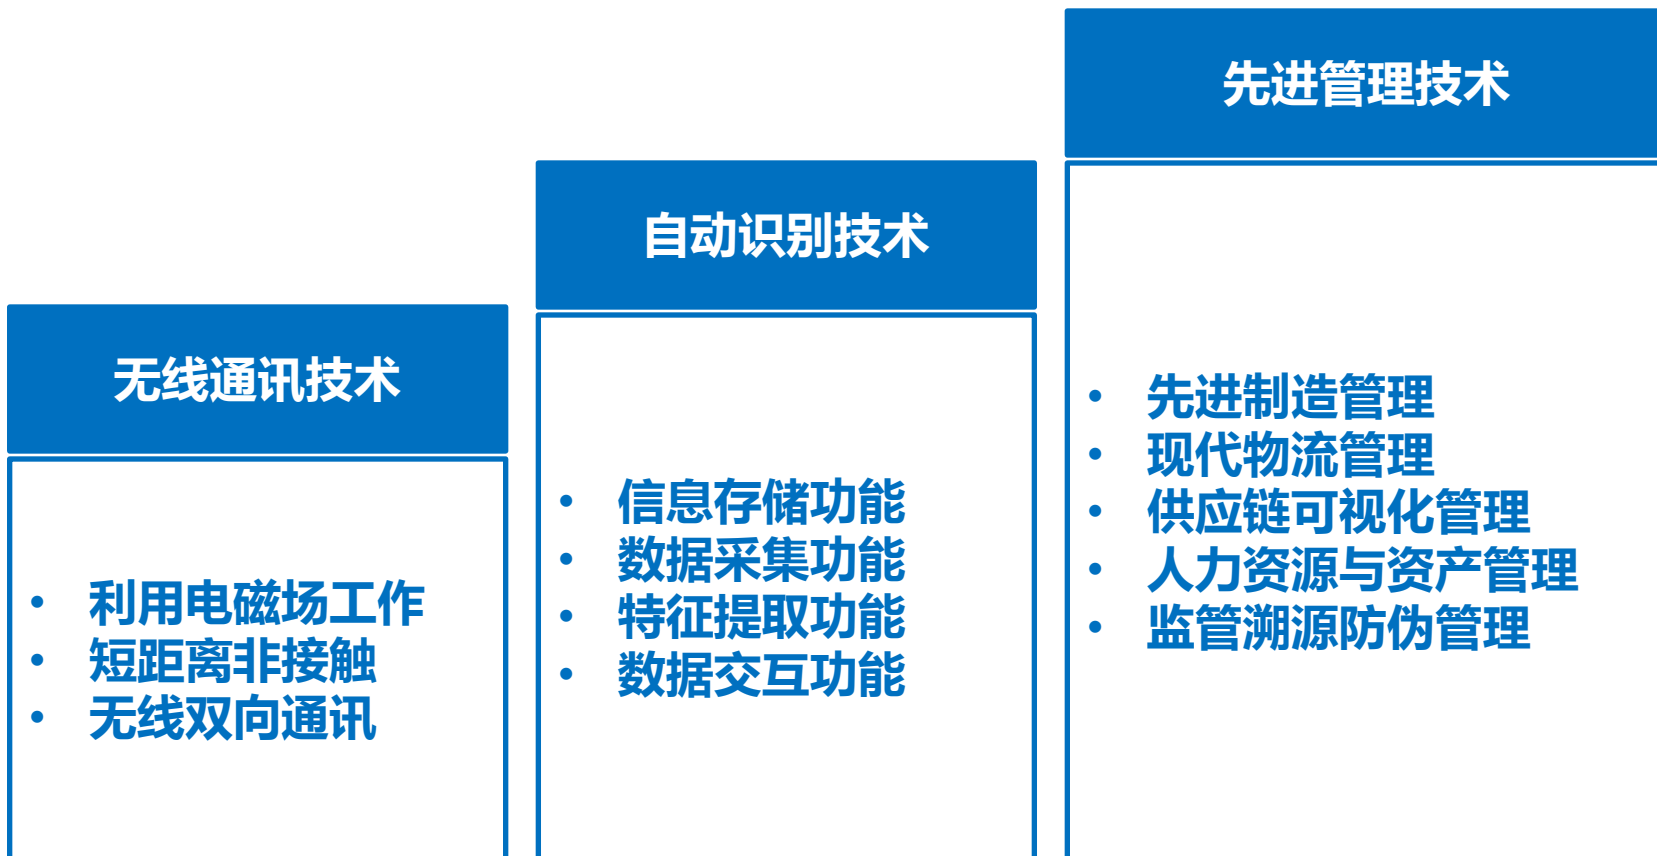 无线通讯技术
• 利用电磁场工作
• 短距离非接触
• 无线双向通讯
自动识别技术
• 信息存储功能
• 数据采集功能
• 特征提取功能
• 数据交互功能
先进管理技术
• 先进制造管理
• 现代物流管理
• 供应链可视化管理
• 人力资源与资产管理
• 监管溯源防伪管理